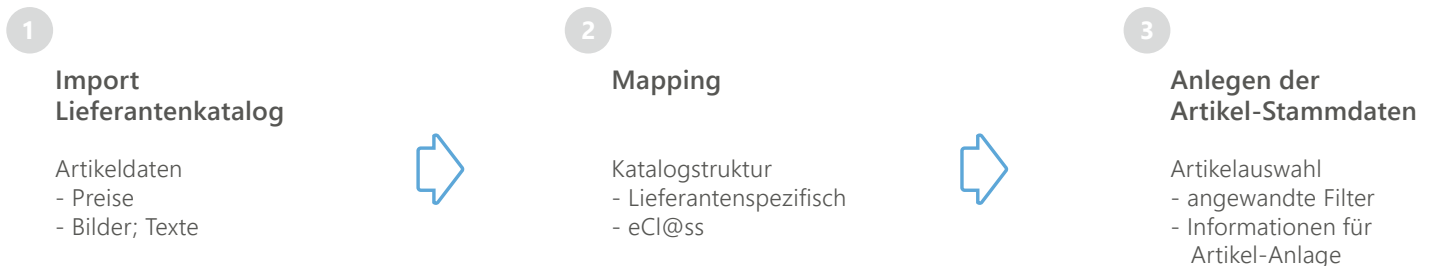 1
Import
Lieferantenkatalog
Artikeldaten
- Preise
- Bilder; Texte
2
Mapping
Katalogstruktur
- Lieferantenspezifisch
- eCl@ss
3
Anlegen der
Artikel-Stammdaten
Artikelauswahl
- angewandte Filter
- Informationen für
Artikel-Anlage